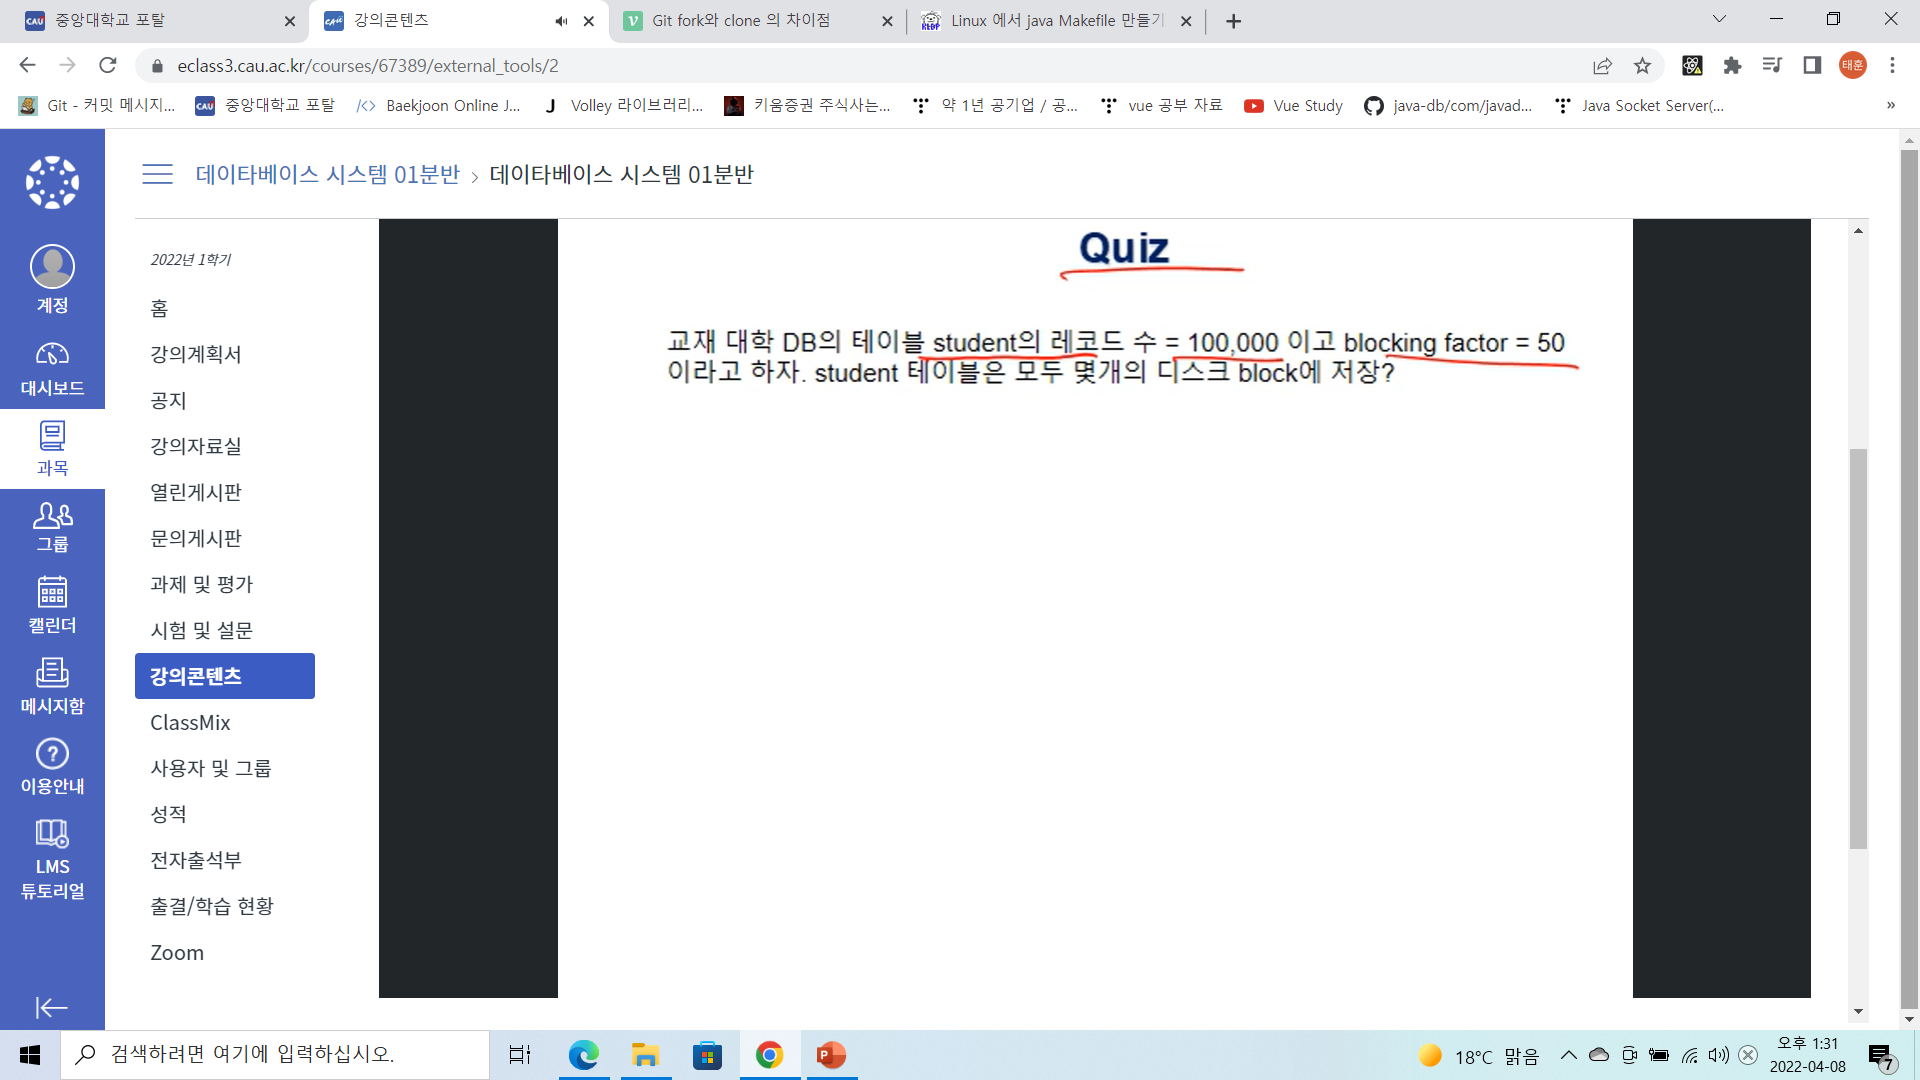 중앙대학교 포탈
강의콘텐츠
Git fork와 clone 의 차이점
Linux 에서 java Makefile 만들기
eclass3.cau.ac.kr/courses/67389/external_tools/2
태훈
Git - 커밋 메시지...
CAU 중앙대학교 포탈
Baekjoon Online J...
J Volley 라이브러리...
키움증권 주식사는...
약 1년 공기업 / 공...
vue 공부 자료
Vue Study
java-db/com/javad...
Java Socket Server(...
»
데이타베이스 시스템 01분반 › 데이타베이스 시스템 01분반
계정
대시보드
과목
그룹
캘린더
메시지함
이용안내
LMS
튜토리얼
2022년 1학기
홈
강의계획서
공지
강의자료실
열린게시판
문의게시판
과제 및 평가
시험 및 설문
강의콘텐츠
ClassMix
사용자 및 그룹
성적
전자출석부
출결/학습 현황
Zoom
Quiz
교재 대학 DB의 테이블 student의 레코드 수 = 100,000 이고 blocking factor = 50
이라고 하자. student 테이블은 모두 몇개의 디스크 block에 저장?
검색하려면 여기에 입력하십시오.
18°C 맑음
오후 1:31
2022-04-08
7